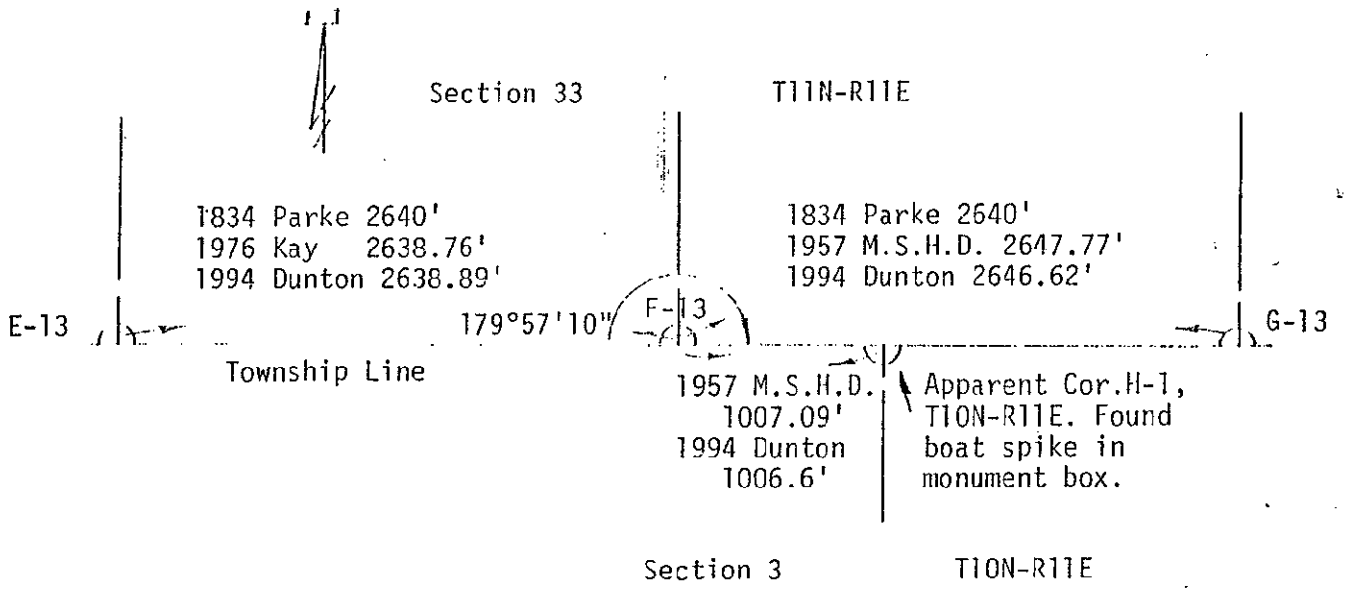 Section 33
T11N-R11E
1834 Parke 2640'
1976 Kay 2638.76'
1994 Dunton 2638.89'
1834 Parke 2640'
1957 M.S.H.D. 2647.77'
1994 Dunton 2646.62'
E-13
179°57'10"
F-13
G-13
Township Line
1957 M.S.H.D.
1007.09'
1994 Dunton
1006.6'
Apparent Cor.H-1,
T10N-R11E. Found
boat spike in
monument box.
Section 3
T10N-R11E